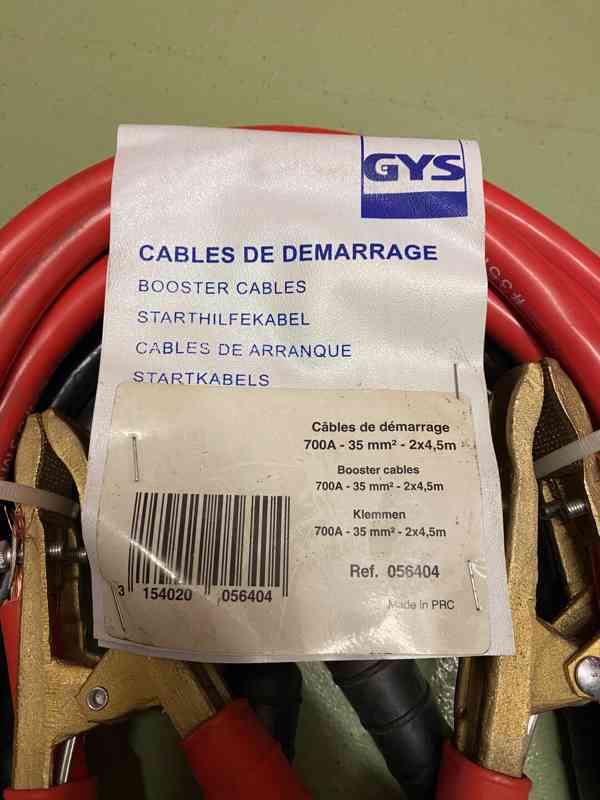 GYS
CABLES DE DEMARRAGE
BOOSTER CABLES
STARTHILFEKABEL
CABLES DE ARRANQUE
STARTKABELS
Câbles de démarrage
700A - 35 mm² - 2x4,5m
Booster cables
700A - 35 mm² - 2x4,5m
Klemmen
700A - 35 mm² - 2x4,5m
Ref. 056404
3 154020 056404
Made in PRC